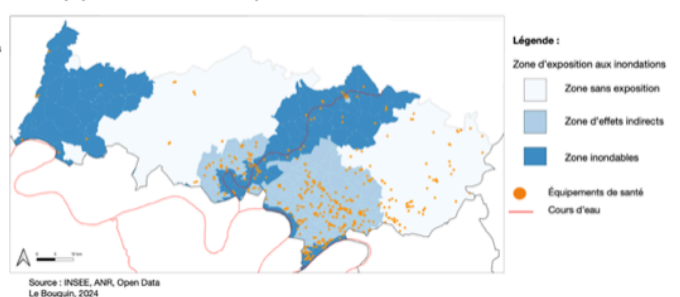 Légende :
Zone d'exposition aux inondations
Zone sans exposition
Zone d'effets indirects
Zone inondables
Équipements de santé
Cours d'eau
Source : INSEE, ANR, Open Data
Le Bouquin, 2024